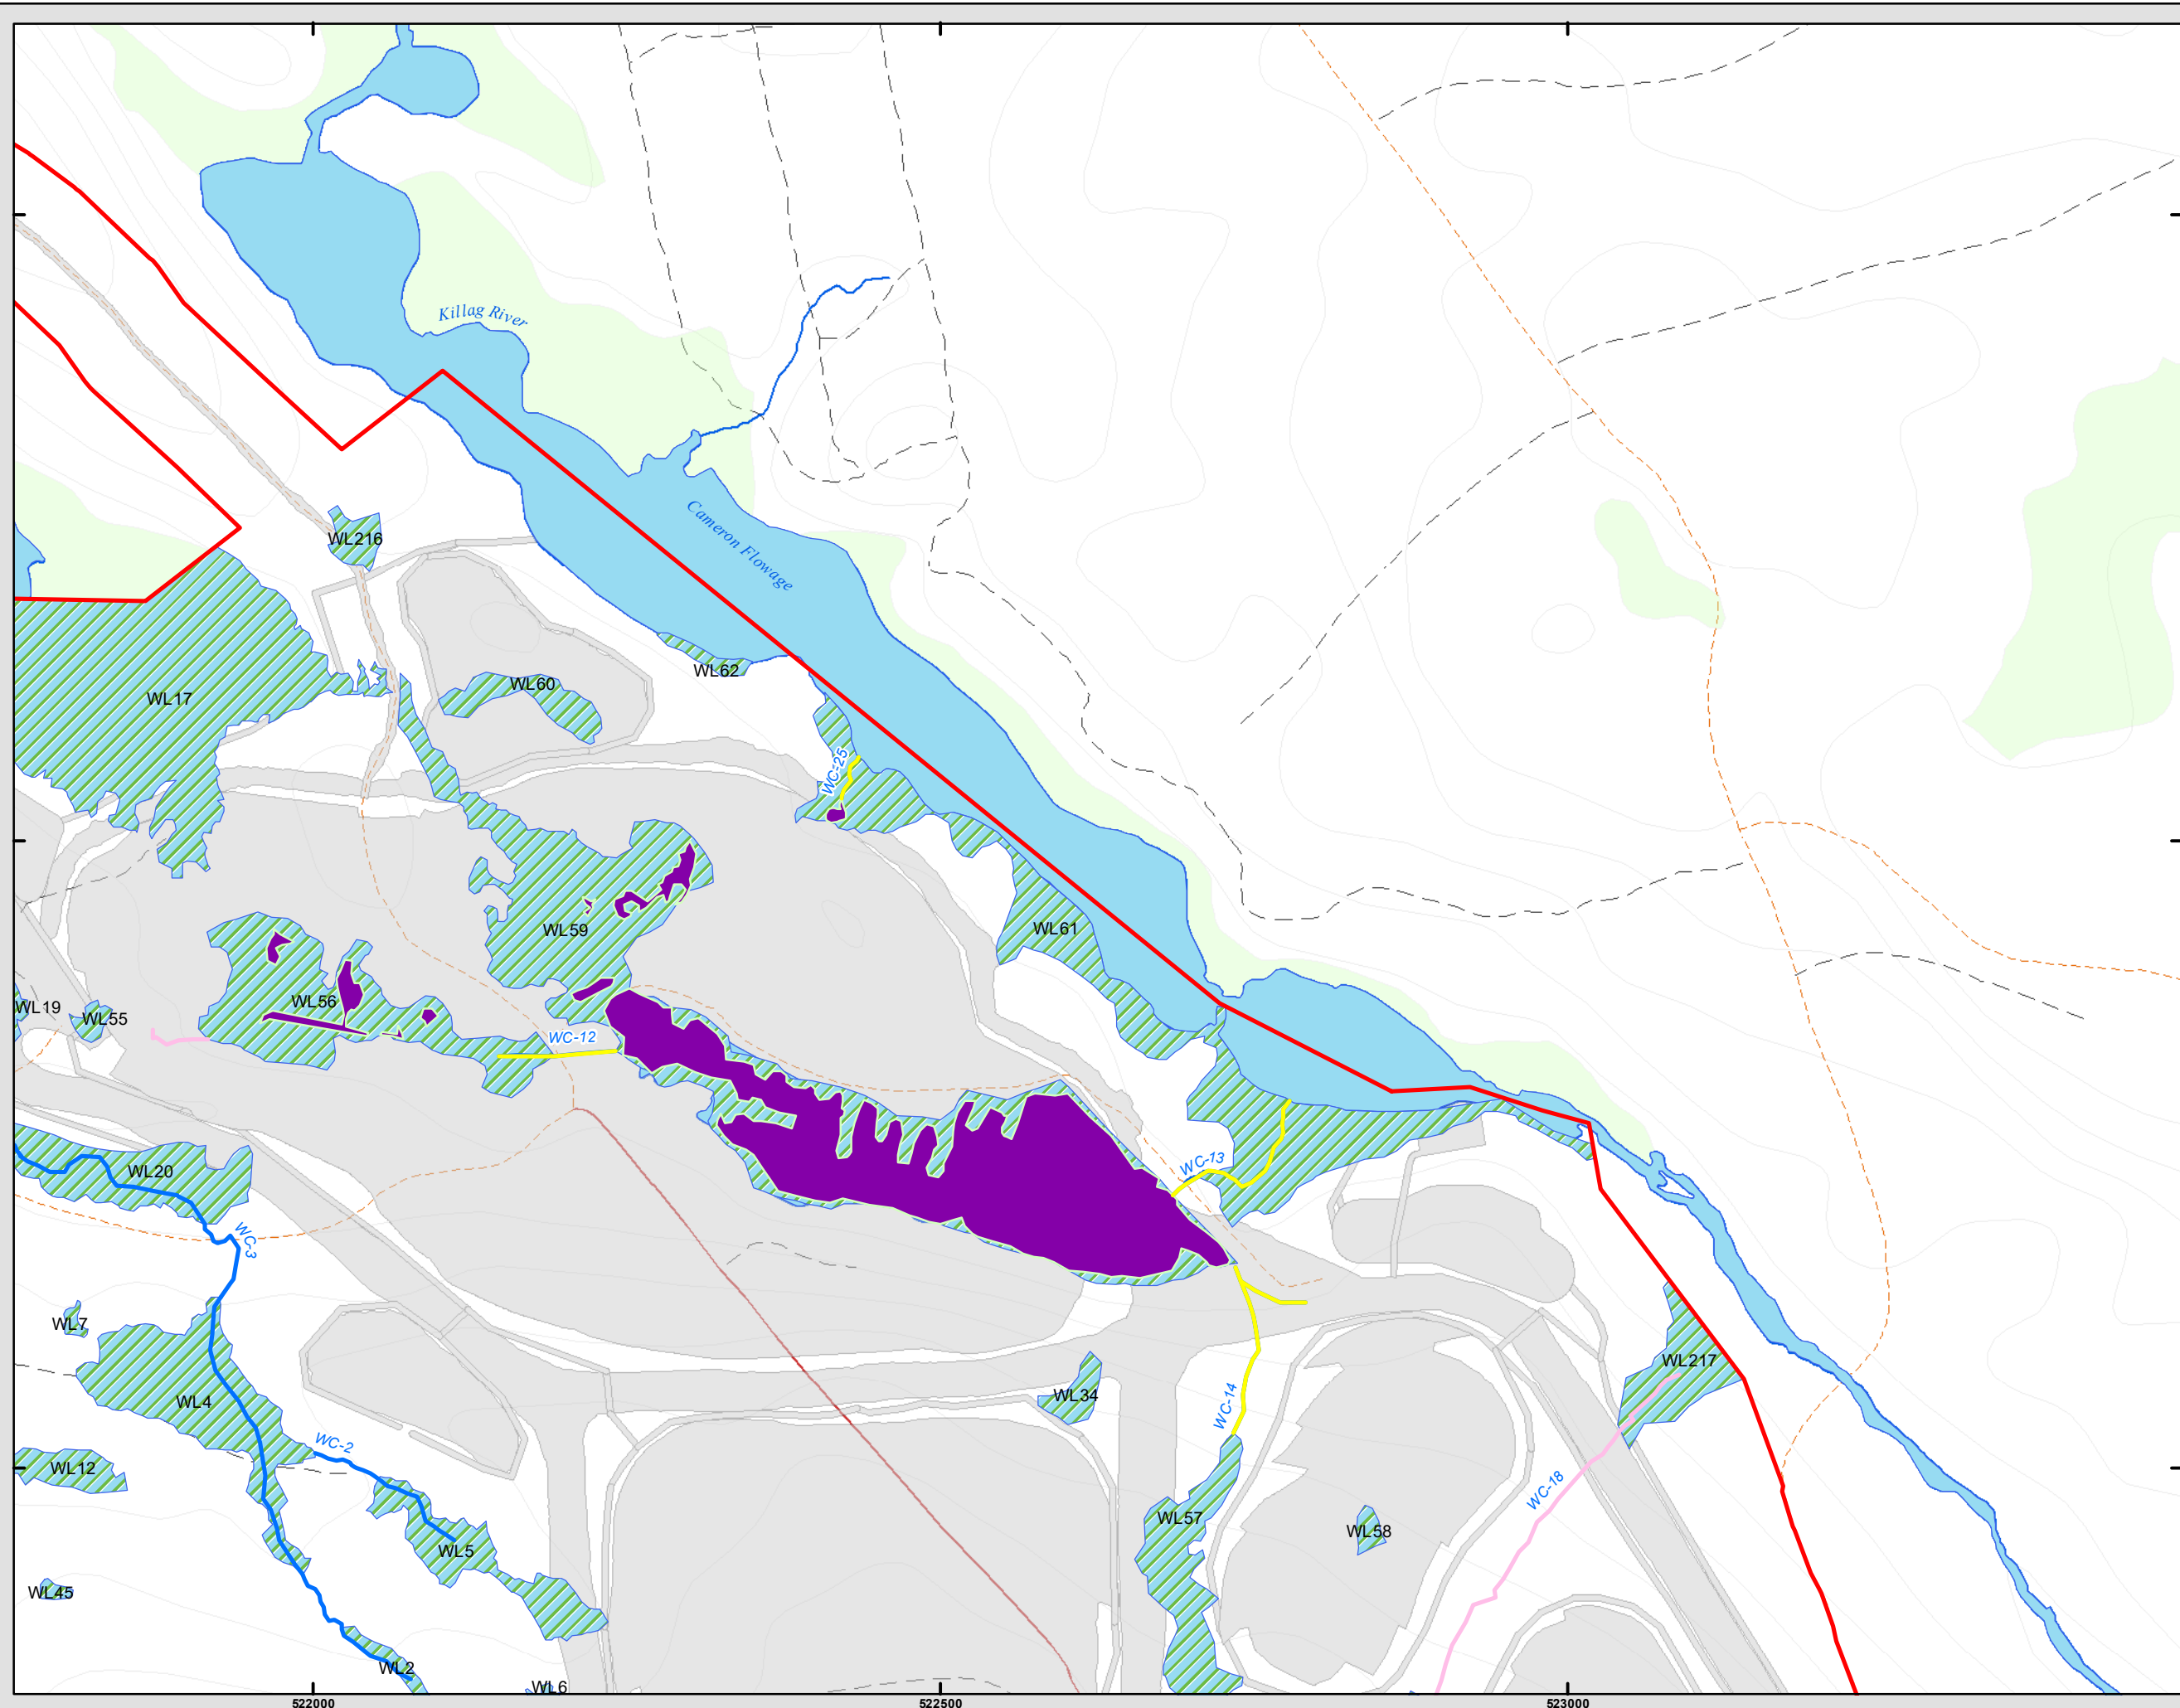 Killag River
Cameron Flowage
WL216
WL62
WL60
WL17
WC-25
WL59
WL61
WL56
WL19
WL55
WC-12
WC-13
WL20
WC-3
WL7
WL217
WL4
WL34
WC-14
WC-2
WL12
WC-18
WL57
WL58
WL5
WL45
WL2
WL6
522000
522500
523000